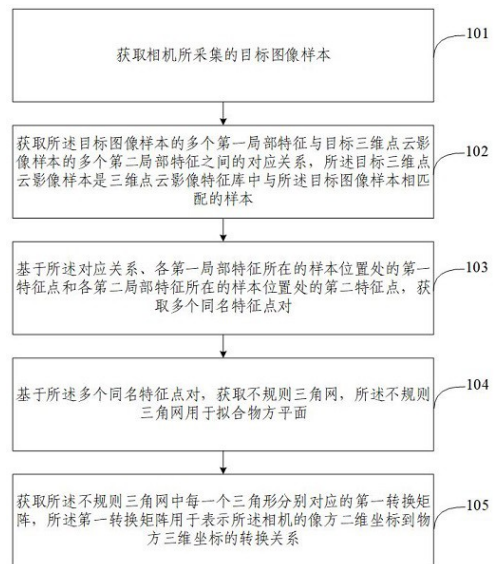 获取相机所采集的目标图像样本
101
获取所述目标图像样本的多个第一局部特征与目标三维点云影
像样本的多个第二局部特征之间的对应关系，所述目标三维点
云影像样本是三维点云影像特征库中与所述目标图像样本相匹
配的样本
102
基于所述对应关系、各第一局部特征所在的样本位置处的第一
特征点和各第二局部特征所在的样本位置处的第二特征点，获
取多个同名特征点对
103
基于所述多个同名特征点对，获取不规则三角网，所述不规则
三角网用于拟合物方平面
104
获取所述不规则三角网中每一个三角形分别对应的第一转换矩
阵，所述第一转换矩阵用于表示所述相机的像方二维坐标到物
方三维坐标的转换关系
105